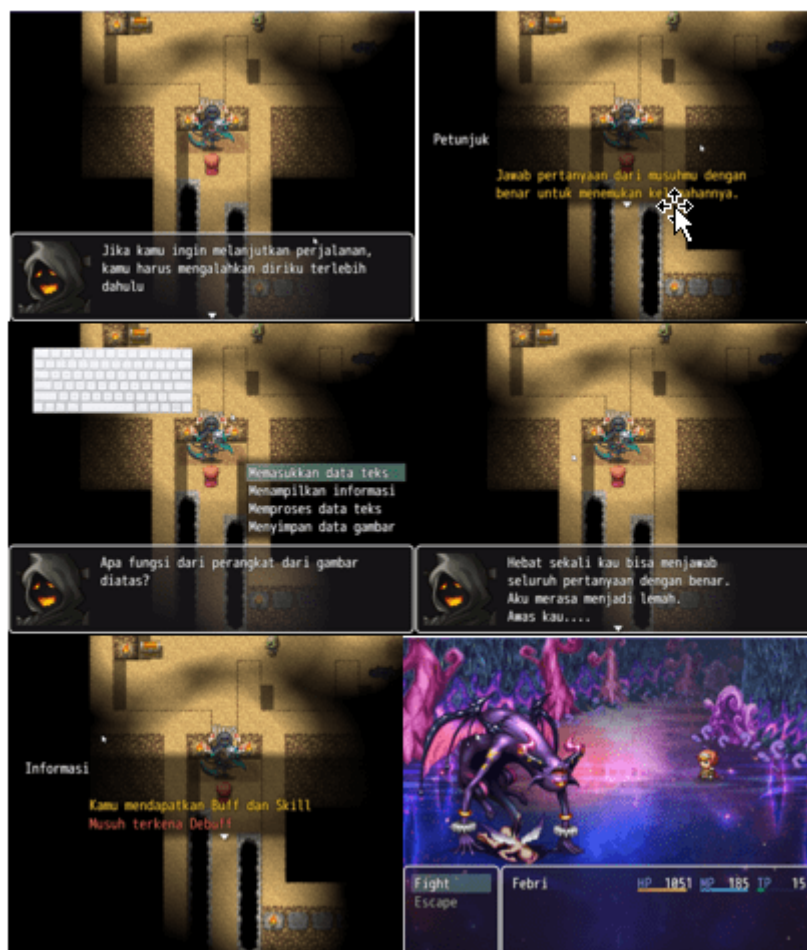 Jika kamu ingin melanjutkan perjalanan,
kamu harus mengalahkan diriku terlebih
dahulu
Petunjuk
Jawab pertanyaan dari musuhmu dengan
benar untuk menemukan kelemahannya.
Memasukkan data teks
Menampilkan informasi
Memproses data teks
Menyimpan data gambar
Apa fungsi dari perangkat dari gambar
diatas?
Hebat sekali kau bisa menjawab
seluruh pertanyaan dengan benar.
Aku merasa menjadi lemah.
Awas kau....
Informasi
Kamu mendapatkan Buff dan Skill
Musuh terkena Debuff
Fight
Escape
Febri HP 1051 MP 185 TP 15